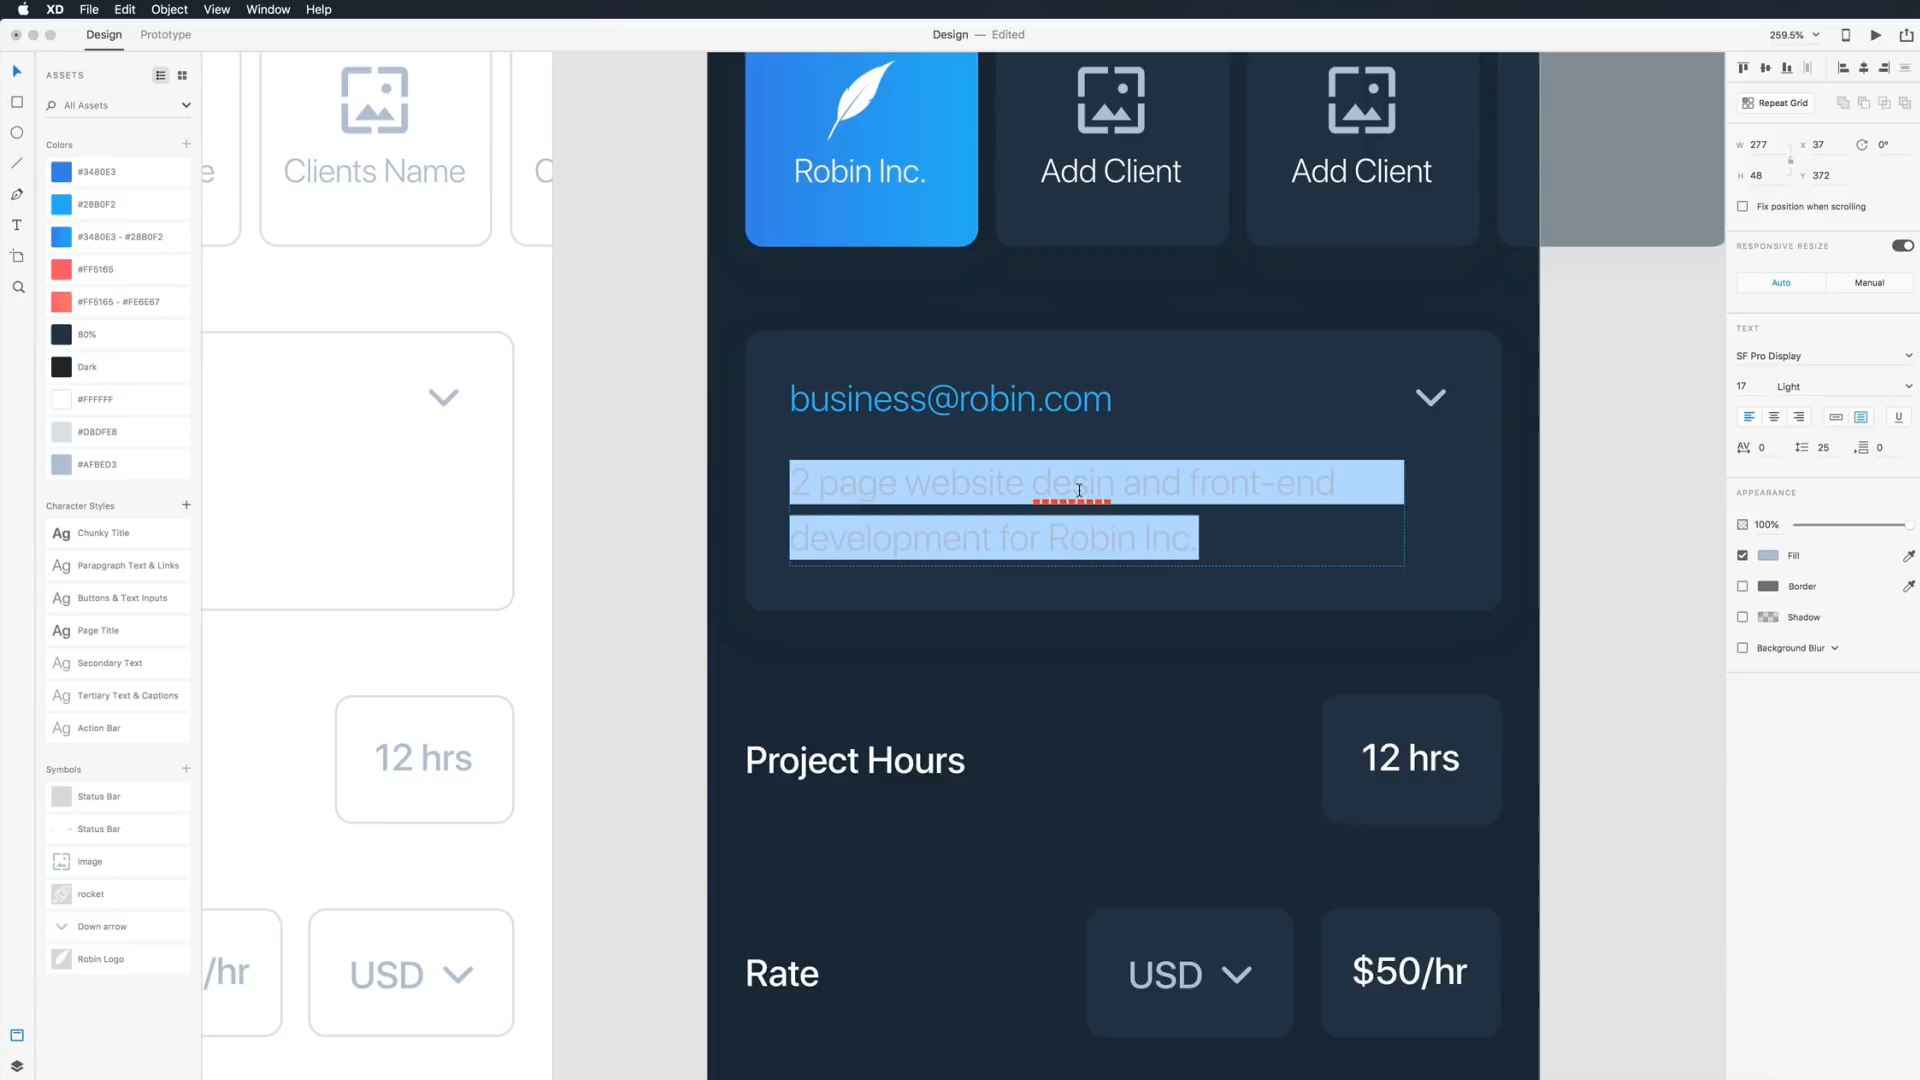 XD File Edit Object View Window Help
Design Prototype
Design — Edited
259.5%
ASSETS
All Assets
Colors
#3480E3
#28B0F2
#3480E3 - #28B0F2
#FF5165
#FF5165 - #FE6E67
80%
Dark
#FFFFFF
#D8DFE8
#AFBED3
Character Styles
Ag Chunky Title
Ag Parapgraph Text & Links
Ag Buttons & Text Inputs
Ag Page Title
Ag Secondary Text
Ag Tertiary Text & Captions
Ag Action Bar
Symbols
Status Bar
Status Bar
image
rocket
Down arrow
Robin Logo
e
Clients Name
C
12 hrs
/hr
USD
Robin Inc.
Add Client
Add Client
business@robin.com
2 page website desin and front-end
development for Robin Inc.
Project Hours
12 hrs
Rate
USD
$50/hr
Repeat Grid
W 277 X 37 0°
H 48 Y 372
Fix position when scrolling
RESPONSIVE RESIZE
Auto Manual
TEXT
SF Pro Display
17 Light
U
AV 0 25 0
APPEARANCE
100%
Fill
Border
Shadow
Background Blur